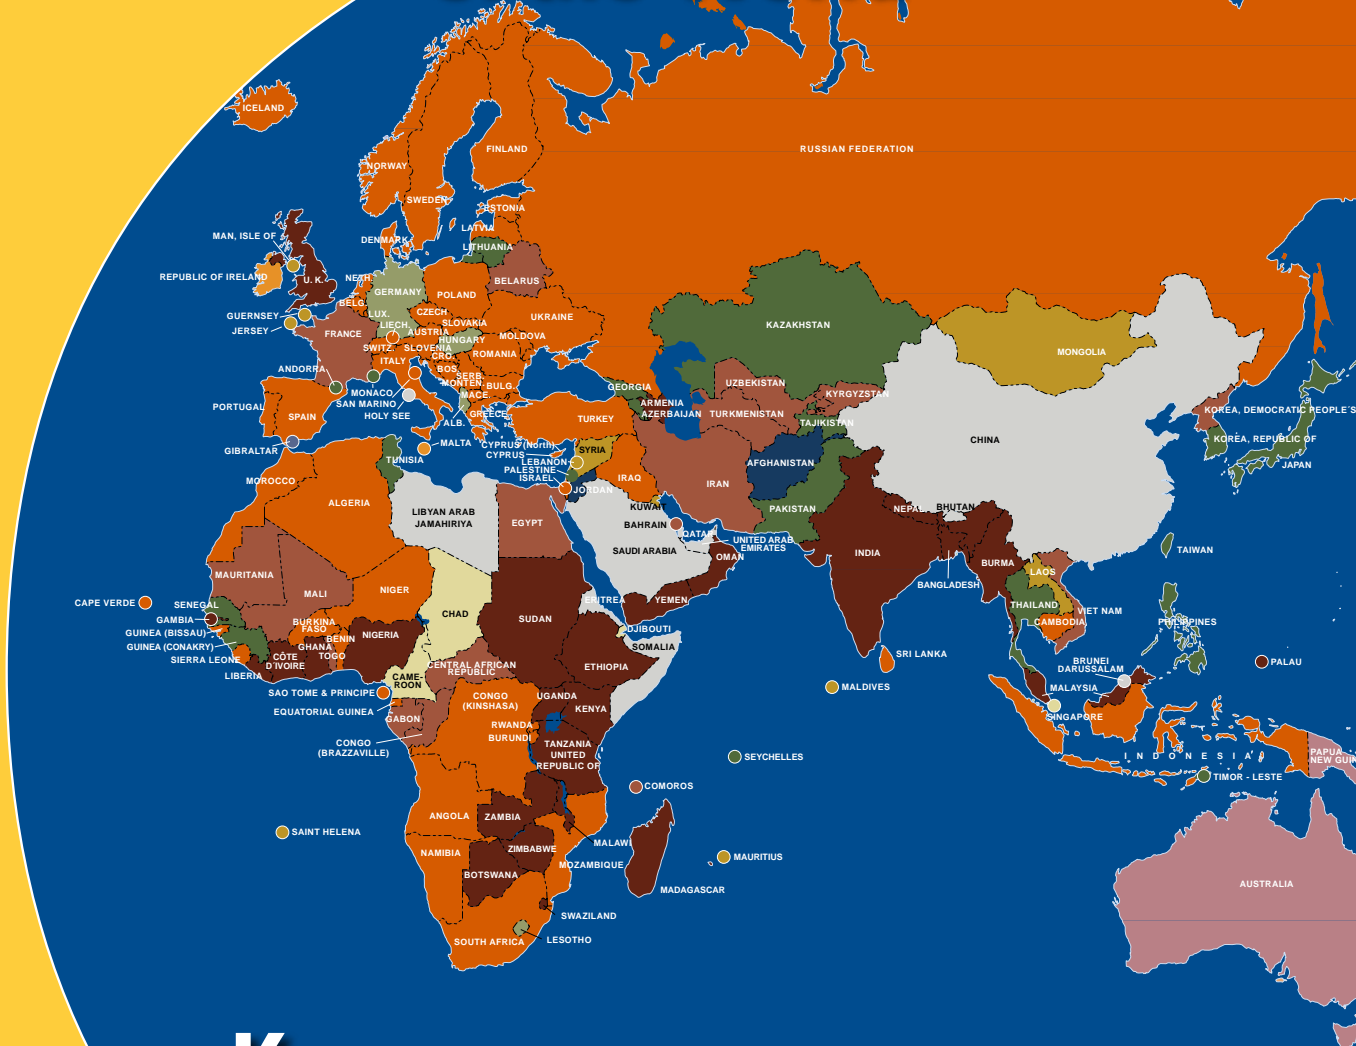 ICELAND
FINLAND
RUSSIAN FEDERATION
NORWAY
SWEDEN
ESTONIA
LATVIA
MAN, ISLE OF
DENMARK
LITHUANIA
REPUBLIC OF IRELAND
U. K.
NETH.
BELARUS
GERMANY
POLAND
BELG.
GUERNSEY
LUX.
CZECH
UKRAINE
JERSEY
LIECH.
SLOVAKIA
KAZAKHSTAN
FRANCE
AUSTRIA
HUNGARY
MOLDOVA
SWITZ.
SLOVENIA
CRO.
ROMANIA
MONGOLIA
ITALY
ANDORRA
BOS.
SERB.
MONTEN.
BULG.
GEORGIA
UZBEKISTAN
MONACO
MACE
KYRGYZSTAN
PORTUGAL
SPAIN
SAN MARINO
HOLY SEE
GREECE
ARMENIA
AZERBAIJAN
TURKMENISTAN
KOREA, DEMOCRATIC PEOPLE'S
ALB.
TURKEY
TAJIKISTAN
GIBRALTAR
MALTA
CYPRUS (North)
CYPRUS
SYRIA
CHINA
KOREA, REPUBLIC OF
TUNISIA
LEBANON
PALESTINE
ISRAEL
AFGHANISTAN
JAPAN
MOROCCO
JORDAN
IRAQ
IRAN
ALGERIA
KUWAIT
PAKISTAN
NEPAL
BHUTAN
LIBYAN ARAB
JAMAHIRIYA
EGYPT
BAHRAIN
QATAR
UNITED ARAB
EMIRATES
SAUDI ARABIA
OMAN
INDIA
TAIWAN
BURMA
LAOS
MAURITANIA
MALI
NIGER
BANGLADESH
CAPE VERDE
SENEGAL
CHAD
ERITREA
YEMEN
THAILAND
VIET NAM
GAMBIA
BURKINA
FASO
SUDAN
DJIBOUTI
CAMBODIA
PHILIPPINES
GUINEA (BISSAU)
BENIN
NIGERIA
GUINEA (CONAKRY)
GHANA
TOGO
SOMALIA
SRI LANKA
SIERRA LEONE
CÔTE
D'IVOIRE
CENTRAL AFRICAN
REPUBLIC
ETHIOPIA
BRUNEI
DARUSSALAM
PALAU
LIBERIA
CAME-
ROON
MALDIVES
MALAYSIA
SAO TOME & PRINCIPE
CONGO
(KINSHASA)
UGANDA
KENYA
SINGAPORE
EQUATORIAL GUINEA
GABON
RWANDA
BURUNDI
CONGO
(BRAZZAVILLE)
TANZANIA
UNITED
REPUBLIC OF
SEYCHELLES
INDONESIA
PAPUA
NEW GUIN
TIMOR - LESTE
COMOROS
ANGOLA
ZAMBIA
SAINT HELENA
MALAWI
NAMIBIA
ZIMBABWE
MOZAMBIQUE
MAURITIUS
BOTSWANA
MADAGASCAR
AUSTRALIA
SWAZILAND
SOUTH AFRICA
LESOTHO